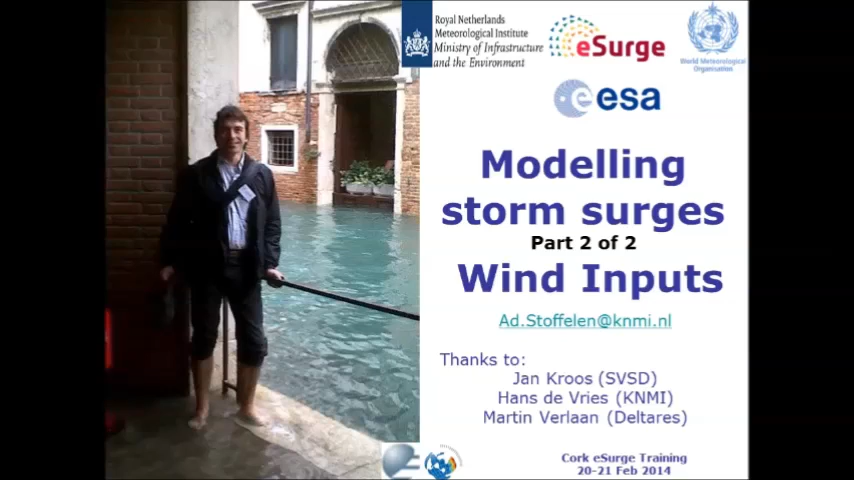 Royal Netherlands
Meteorological Institute
Ministry of Infrastructure
and the Environment
eSurge
World Meteorological
Organisation
esa
Modelling
storm surges
Part 2 of 2
Wind Inputs
Ad.Stoffelen@knmi.nl
Thanks to:
Jan Kroos (SVSD)
Hans de Vries (KNMI)
Martin Verlaan (Deltares)
Cork eSurge Training
20-21 Feb 2014